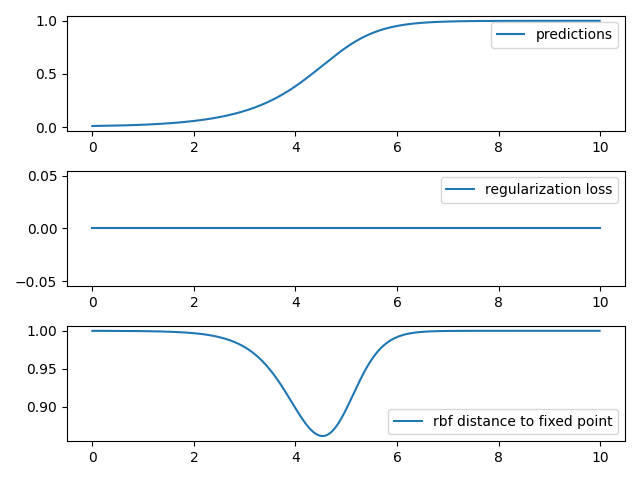 1.0
predictions
0.5
0.0
0 2 4 6 8 10
0.05
regularization loss
0.00
−0.05
0 2 4 6 8 10
1.00
0.95
0.90
rbf distance to fixed point
0 2 4 6 8 10